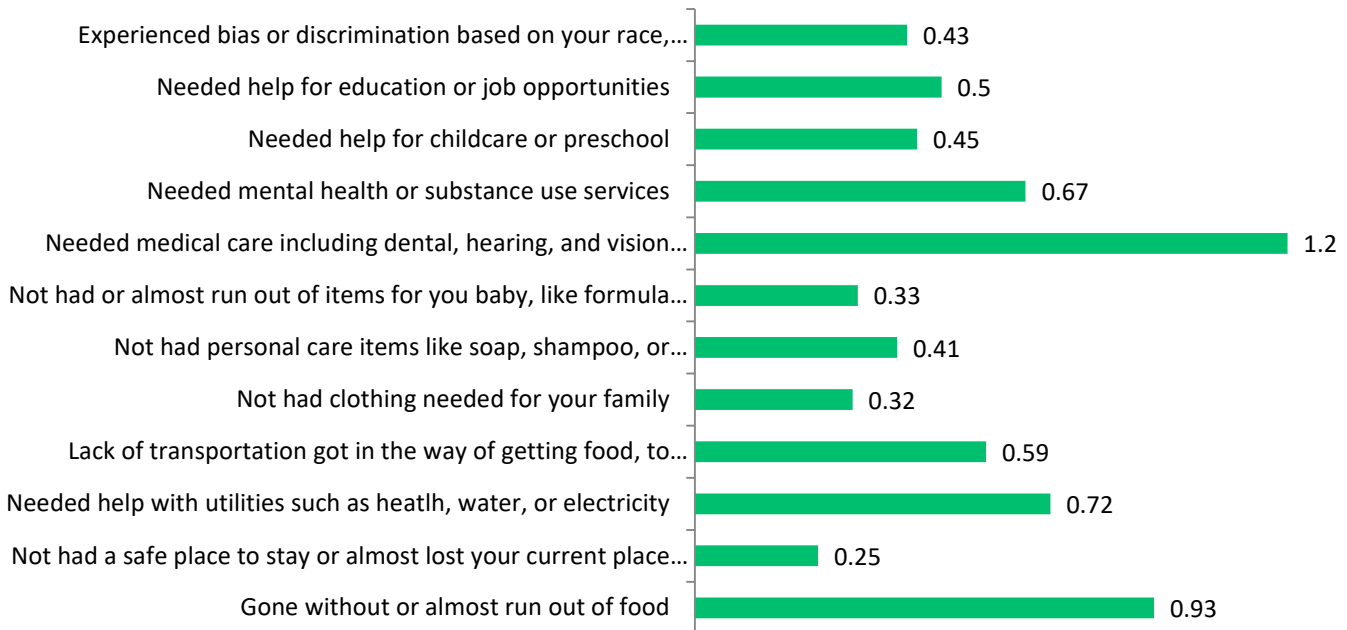 Experienced bias or discrimination based on your race,... 0.43
Needed help for education or job opportunities 0.5
Needed help for childcare or preschool 0.45
Needed mental health or substance use services 0.67
Needed medical care including dental, hearing, and vision... 1.2
Not had or almost run out of items for you baby, like formula... 0.33
Not had personal care items like soap, shampoo, or... 0.41
Not had clothing needed for your family 0.32
Lack of transportation got in the way of getting food, to... 0.59
Needed help with utilities such as heatlh, water, or electricity 0.72
Not had a safe place to stay or almost lost your current place... 0.25
Gone without or almost run out of food 0.93